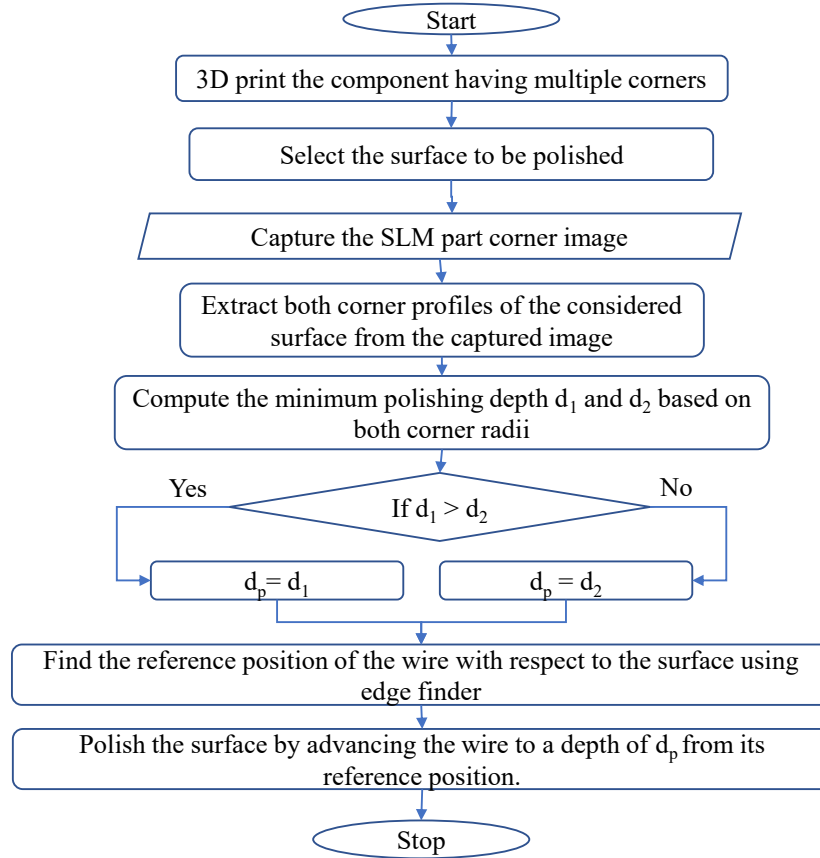 Start
3D print the component having multiple corners
Select the surface to be polished
Capture the SLM part corner image
Extract both corner profiles of the considered
surface from the captured image
Compute the minimum polishing depth d₁ and d₂ based on
both corner radii
Yes
No
If d₁ > d₂
dₚ= d₁
dₚ = d₂
Find the reference position of the wire with respect to the surface using
edge finder
Polish the surface by advancing the wire to a depth of dₚ from its
reference position.
Stop